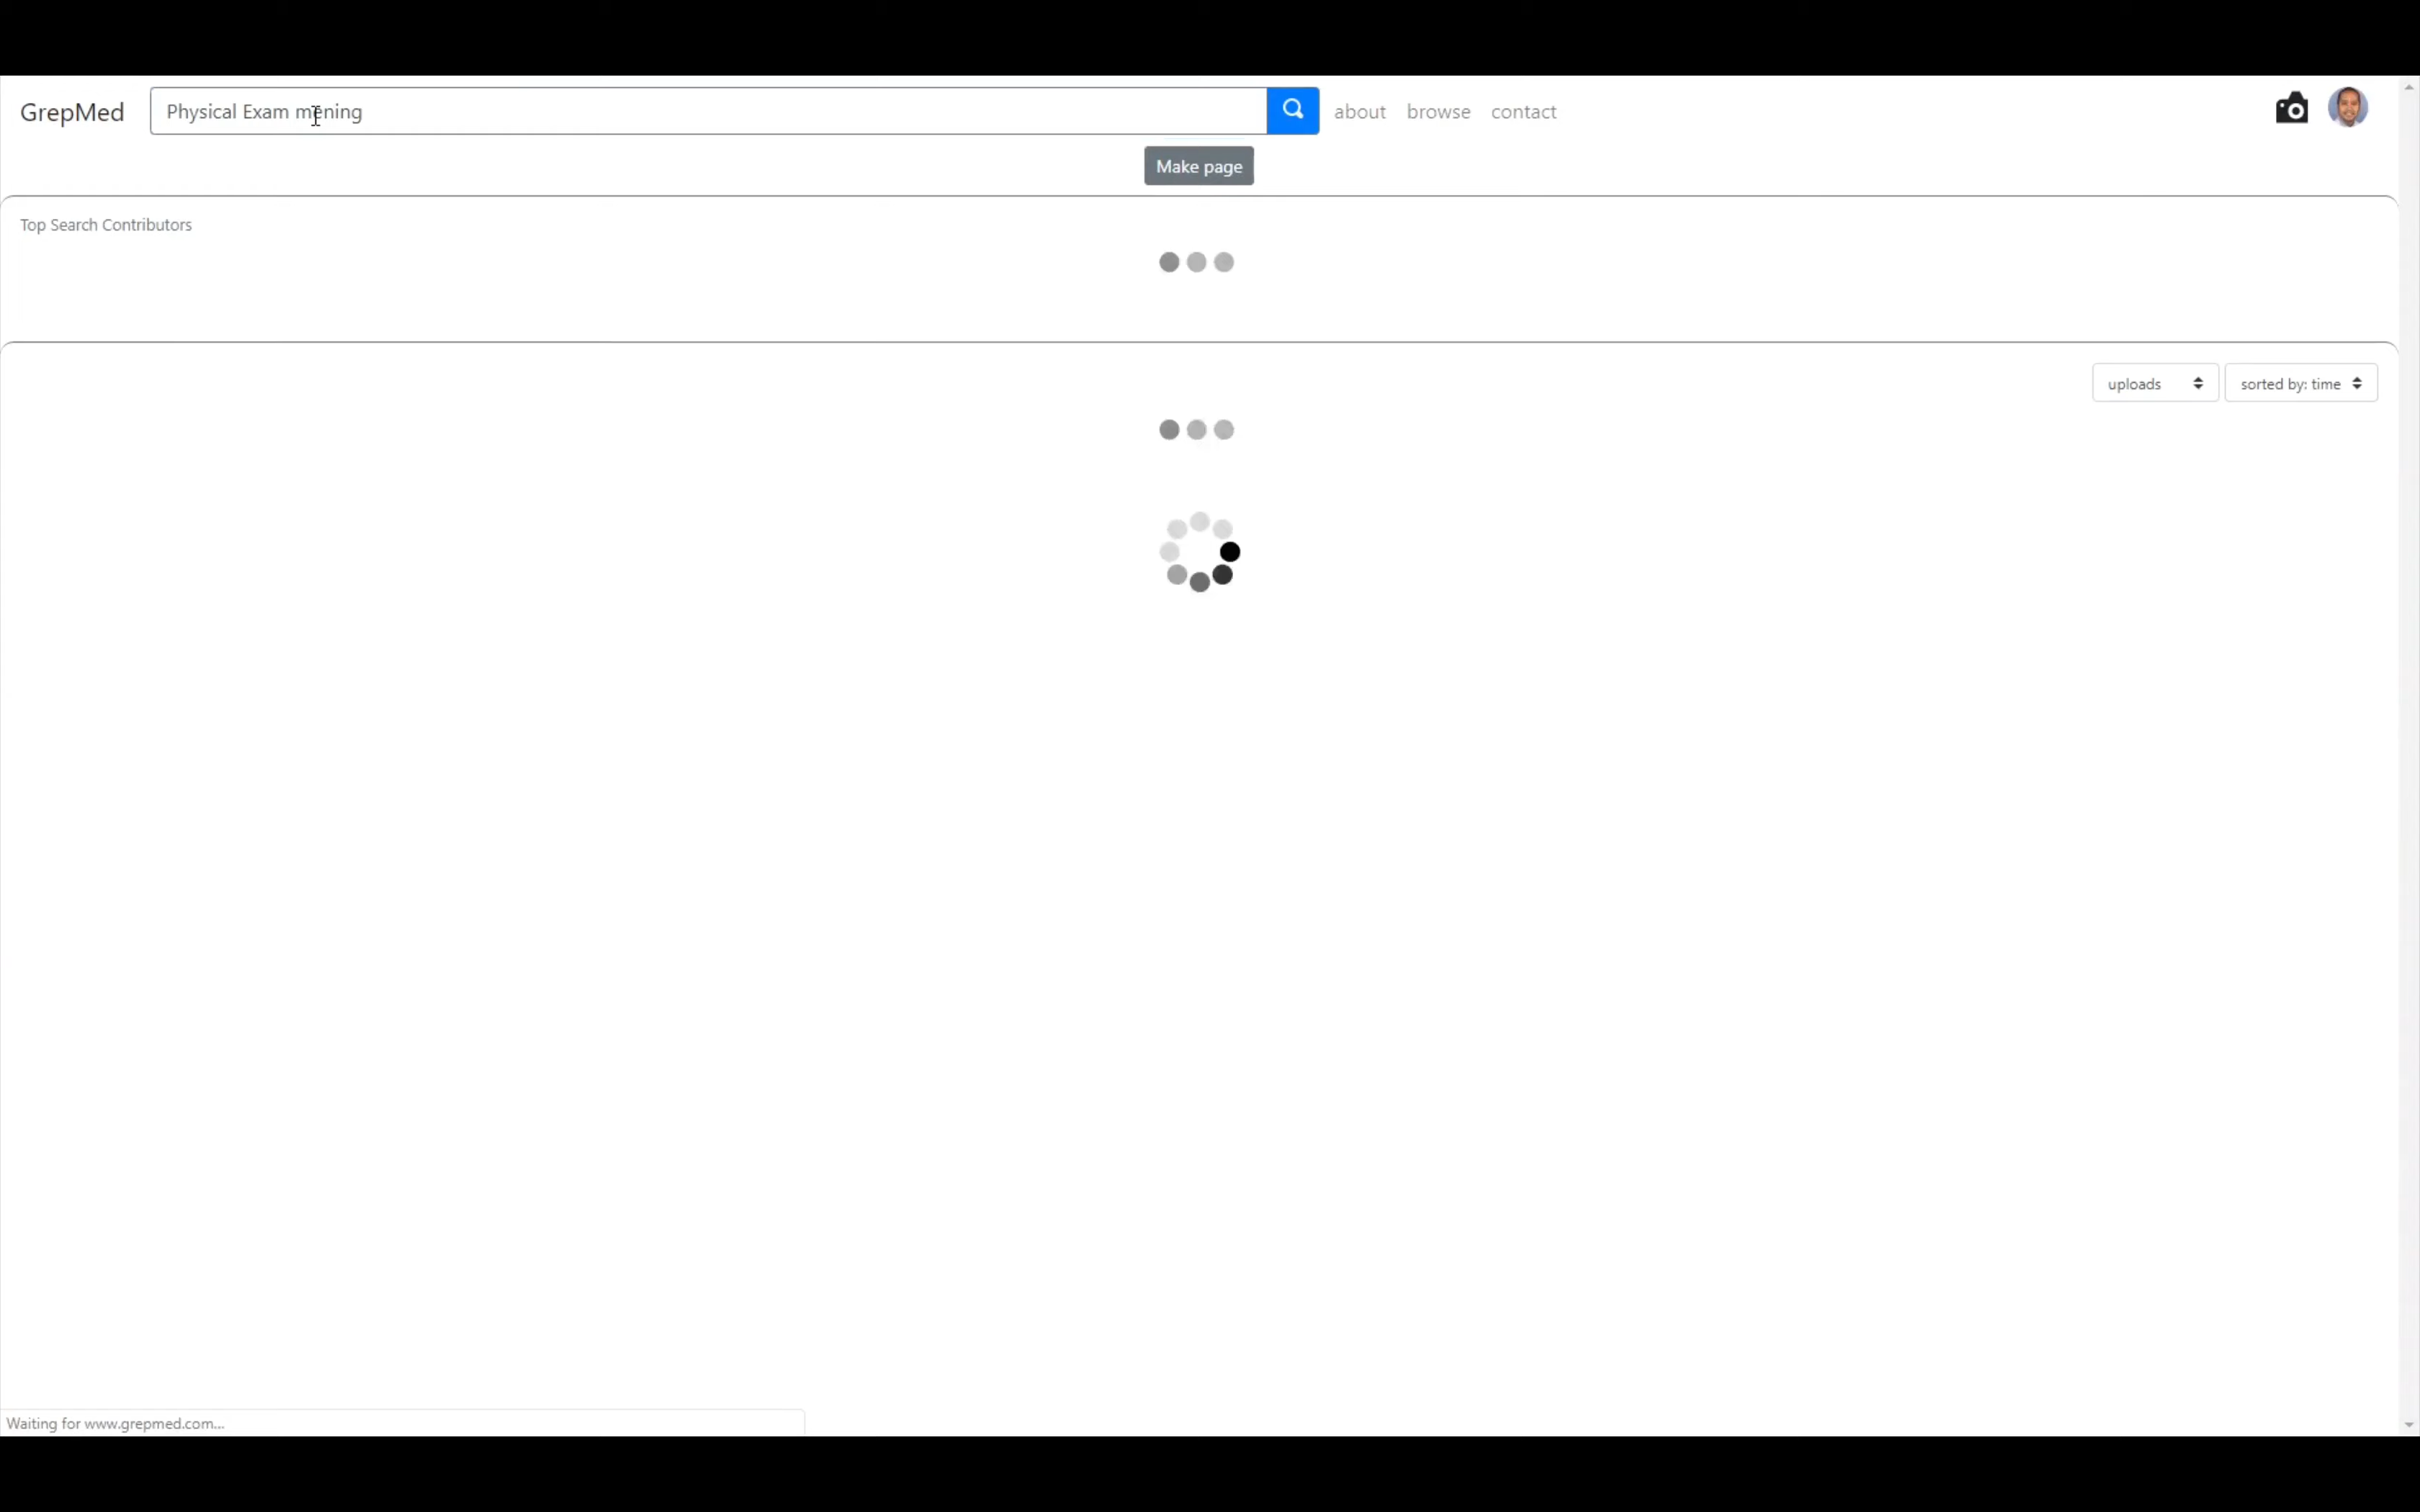 GrepMed
Physical Exam mening
about browse contact
Make page
Top Search Contributors
uploads
sorted by: time
Waiting for www.grepmed.com...